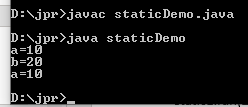 D:\jpr>javac staticDemo.java
D:\jpr>java staticDemo
a=10
b=20
a=10
D:\jpr>_